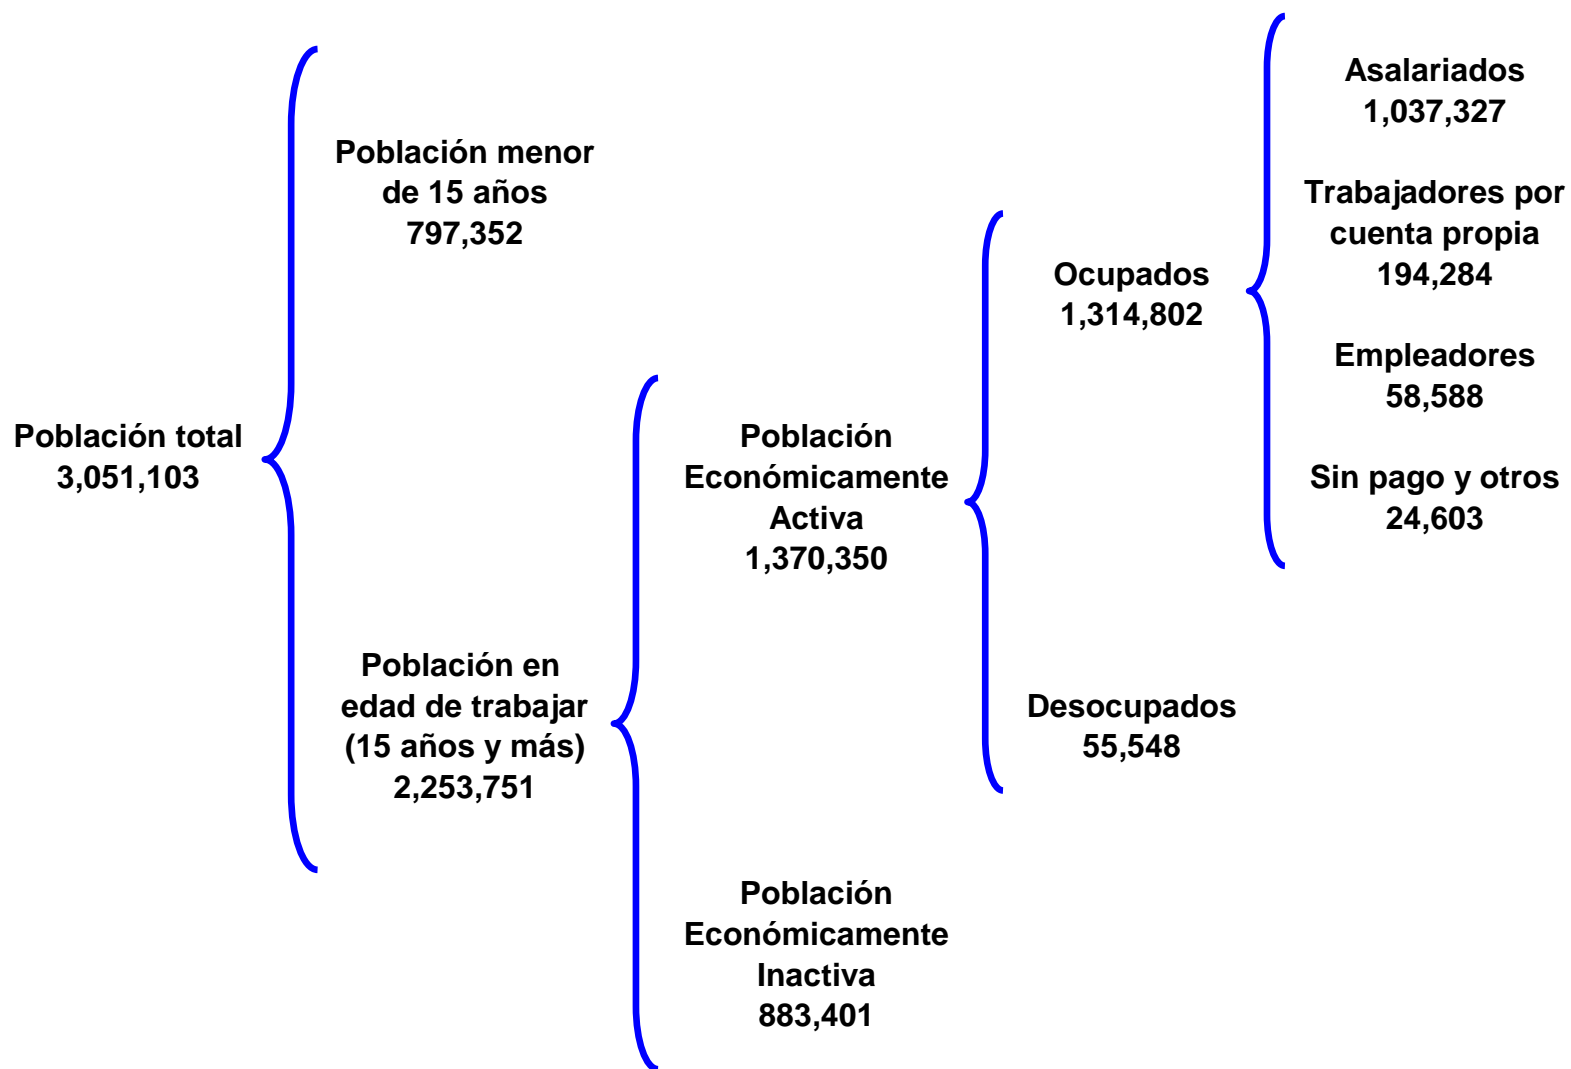 Población total
3,051,103
Población menor
de 15 años
797,352
Población en
edad de trabajar
(15 años y más)
2,253,751
Población
Económicamente
Activa
1,370,350
Población
Económicamente
Inactiva
883,401
Ocupados
1,314,802
Desocupados
55,548
Asalariados
1,037,327
Trabajadores por
cuenta propia
194,284
Empleadores
58,588
Sin pago y otros
24,603